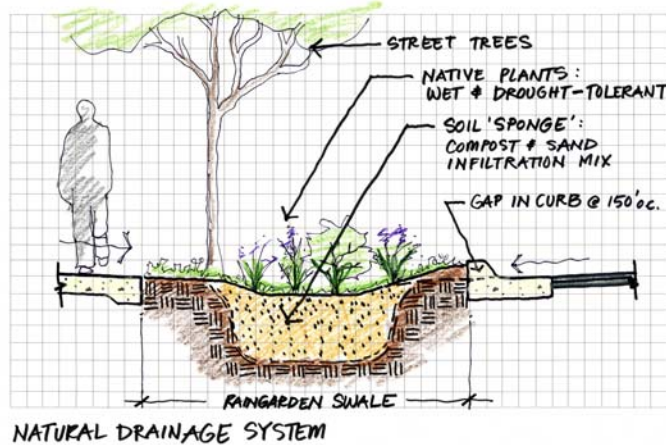 STREET TREES
NATIVE PLANTS:
WET & DROUGHT-TOLERANT
SOIL 'SPONGE':
COMPOST & SAND
INFILTRATION MIX
GAP IN CURB @ 150'oc.
RAINGARDEN SWALE
NATURAL DRAINAGE SYSTEM